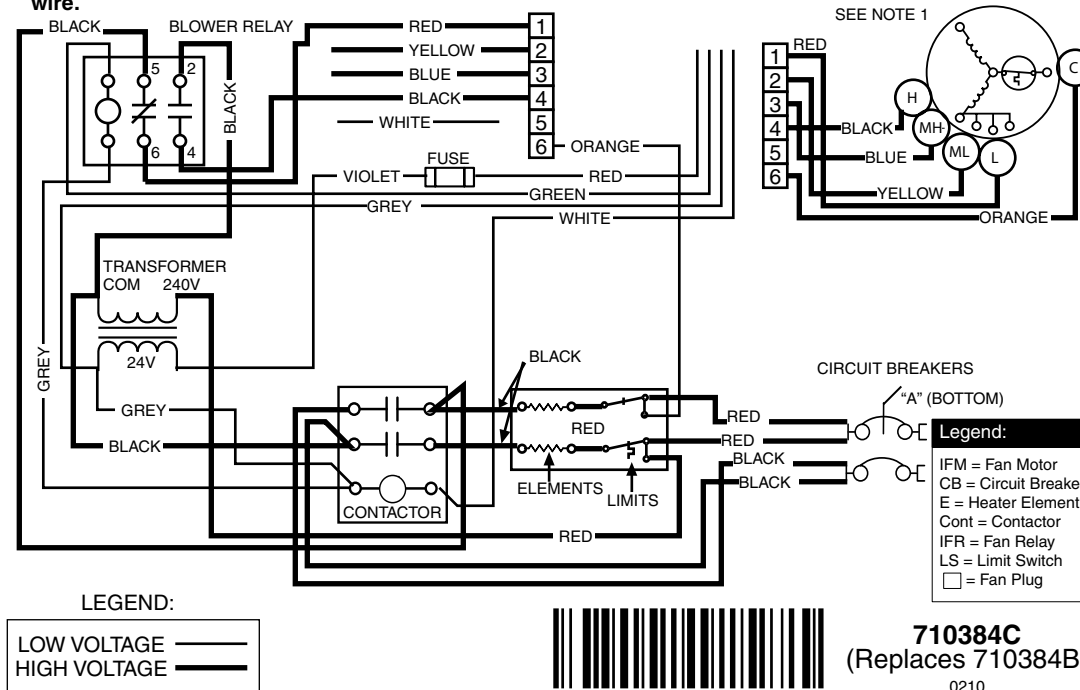 wire.
BLACK
BLOWER RELAY
5
2
6
4
BLACK
RED
YELLOW
BLUE
BLACK
WHITE
1
2
3
4
5
6
ORANGE
VIOLET
FUSE
RED
GREEN
GREY
WHITE
SEE NOTE 1
RED
1
2
3
4
5
6
BLACK
BLUE
YELLOW
ORANGE
H
MH-
ML
L
C
TRANSFORMER
COM 240V
24V
GREY
GREY
BLACK
BLACK
CONTACTOR
RED
ELEMENTS
LIMITS
RED
CIRCUIT BREAKERS
“A” (BOTTOM)
RED
RED
BLACK
BLACK
Legend:
IFM = Fan Motor
CB = Circuit Breake
E = Heater Element
Cont = Contactor
IFR = Fan Relay
LS = Limit Switch
= Fan Plug
LEGEND:
LOW VOLTAGE
HIGH VOLTAGE
710384C
(Replaces 710384B
0210